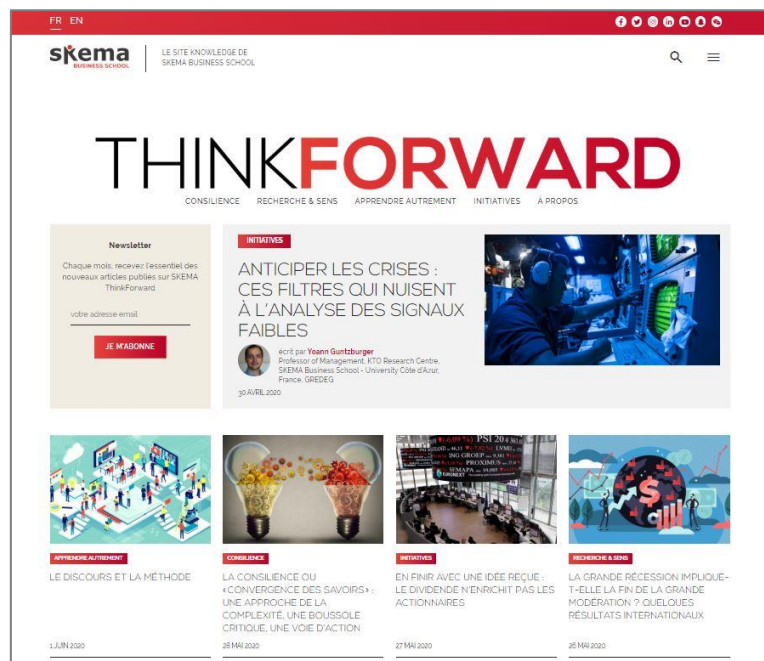 FR EN
skema
BUSINESS SCHOOL
LE SITE KNOWLEDGE DE
SKEMA BUSINESS SCHOOL
THINKFORWARD
CONSILIENCE RECHERCHE & SENS APPRENDRE AUTREMENT INITIATIVES À PROPOS
Newsletter
Chaque mois, recevez l'essentiel des
nouveaux articles publiés sur SKEMA
ThinkForward
votre adresse email
JE M'ABONNE
INITIATIVES
ANTICIPER LES CRISES :
CES FILTRES QUI NUISENT
À L'ANALYSE DES SIGNAUX
FAIBLES
écrit par Yoann Guntzburger
Professor of Management, KTO Research Centre,
SKEMA Business School - University Côte d'Azur,
France, GREDEG
30 AVRIL 2020
APPRENDRE AUTREMENT
LE DISCOURS ET LA MÉTHODE
1 JUIN 2020
CONSILIENCE
LA CONSILIENCE OU
«CONVERGENCE DES SAVOIRS» :
UNE APPROCHE DE LA
COMPLEXITÉ, UNE BOUSSOLE
CRITIQUE, UNE VOIE D'ACTION
28 MAI 2020
PSI 20
ING GROEP
PROXIMUS
SEMAPA
EURONEXT
INITIATIVES
EN FINIR AVEC UNE IDÉE REÇUE :
LE DIVIDENDE N'ENRICHIT PAS LES
ACTIONNAIRES
27 MAI 2020
RECHERCHE & SENS
LA GRANDE RÉCESSION IMPLIQUE-
T-ELLE LA FIN DE LA GRANDE
MODÉRATION ? QUELQUES
RÉSULTATS INTERNATIONAUX
26 MAI 2020